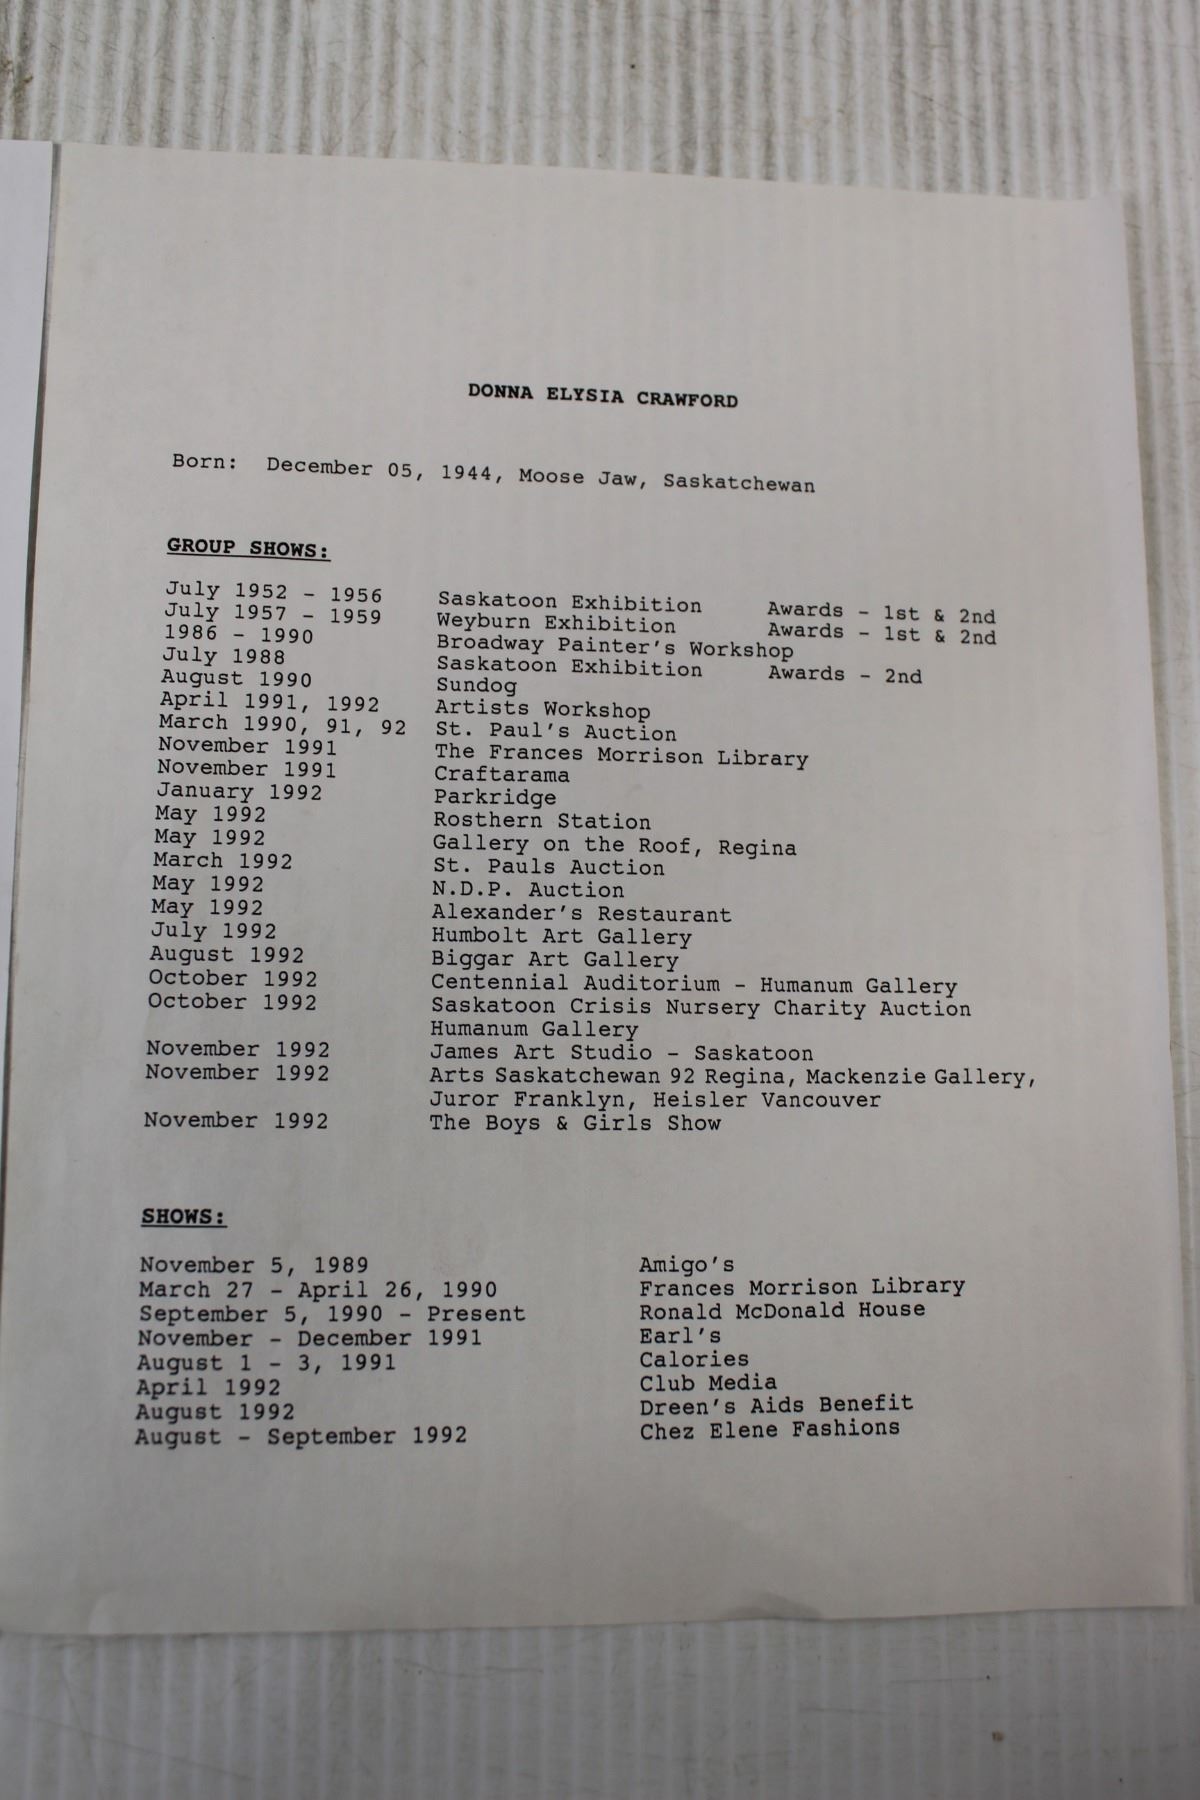 DONNA ELYSIA CRAWFORD
Born: December 05, 1944, Moose Jaw, Saskatchewan
GROUP SHOWS:
July 1952 - 1956 Saskatoon Exhibition Awards - 1st & 2nd
July 1957 - 1959 Weyburn Exhibition Awards - 1st & 2nd
1986 - 1990 Broadway Painter's Workshop
July 1988 Saskatoon Exhibition Awards - 2nd
August 1990 Sundog
April 1991, 1992 Artists Workshop
March 1990, 91, 92 St. Paul's Auction
November 1991 The Frances Morrison Library
November 1991 Craftarama
January 1992 Parkridge
May 1992 Rosthern Station
May 1992 Gallery on the Roof, Regina
March 1992 St. Pauls Auction
May 1992 N.D.P. Auction
May 1992 Alexander's Restaurant
July 1992 Humbolt Art Gallery
August 1992 Biggar Art Gallery
October 1992 Centennial Auditorium - Humanum Gallery
October 1992 Saskatoon Crisis Nursery Charity Auction
Humanum Gallery
November 1992 James Art Studio - Saskatoon
November 1992 Arts Saskatchewan 92 Regina, Mackenzie Gallery,
Juror Franklyn, Heisler Vancouver
November 1992 The Boys & Girls Show
SHOWS:
November 5, 1989 Amigo's
March 27 - April 26, 1990 Frances Morrison Library
September 5, 1990 - Present Ronald McDonald House
November - December 1991 Earl's
August 1 - 3, 1991 Calories
April 1992 Club Media
August 1992 Dreen's Aids Benefit
August - September 1992 Chez Elene Fashions